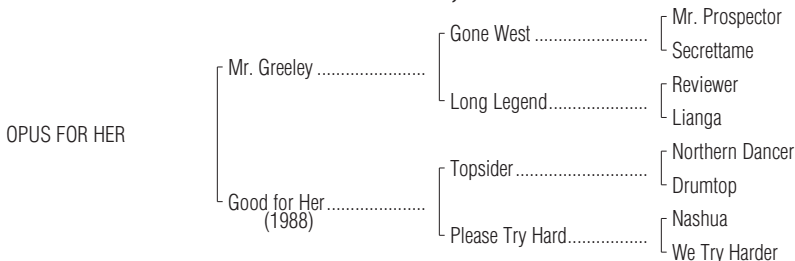 Mr. Prospector
Gone West ........................
Secrettame
Mr. Greeley .......................
Reviewer
Long Legend.....................
Lianga
OPUS FOR HER
Northern Dancer
Topsider............................
Drumtop
Good for Her.....................
(1988)
Nashua
Please Try Hard.................
We Try Harder